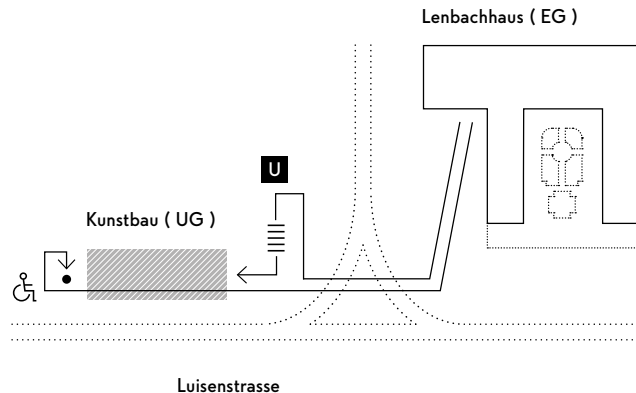 Lenbachhaus ( EG )
U
Kunstbau ( UG )
Luisenstrasse